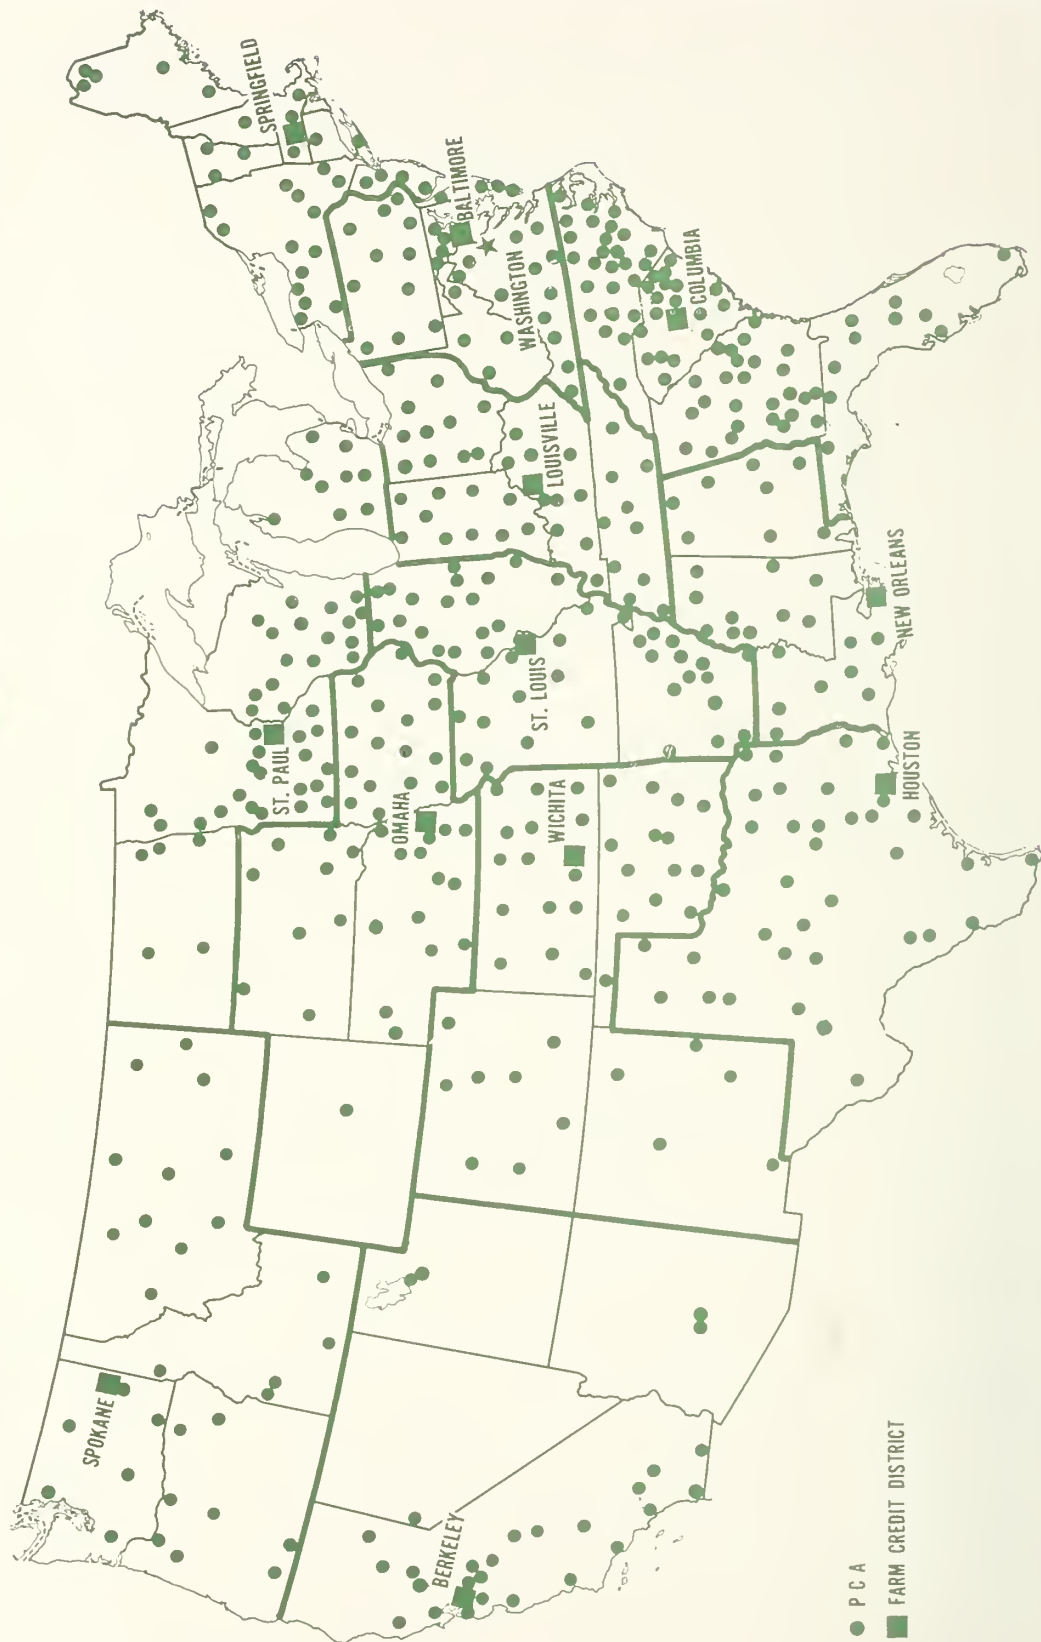 SPOKANE
BERKELEY
ST. PAUL
OMAHA
WICHITA
HOUSTON
ST. LOUIS
NEW ORLEANS
LOUISVILLE
COLUMBIA
WASHINGTON
BALTIMORE
SPRINGFIELD
PCA
FARM CREDIT DISTRICT